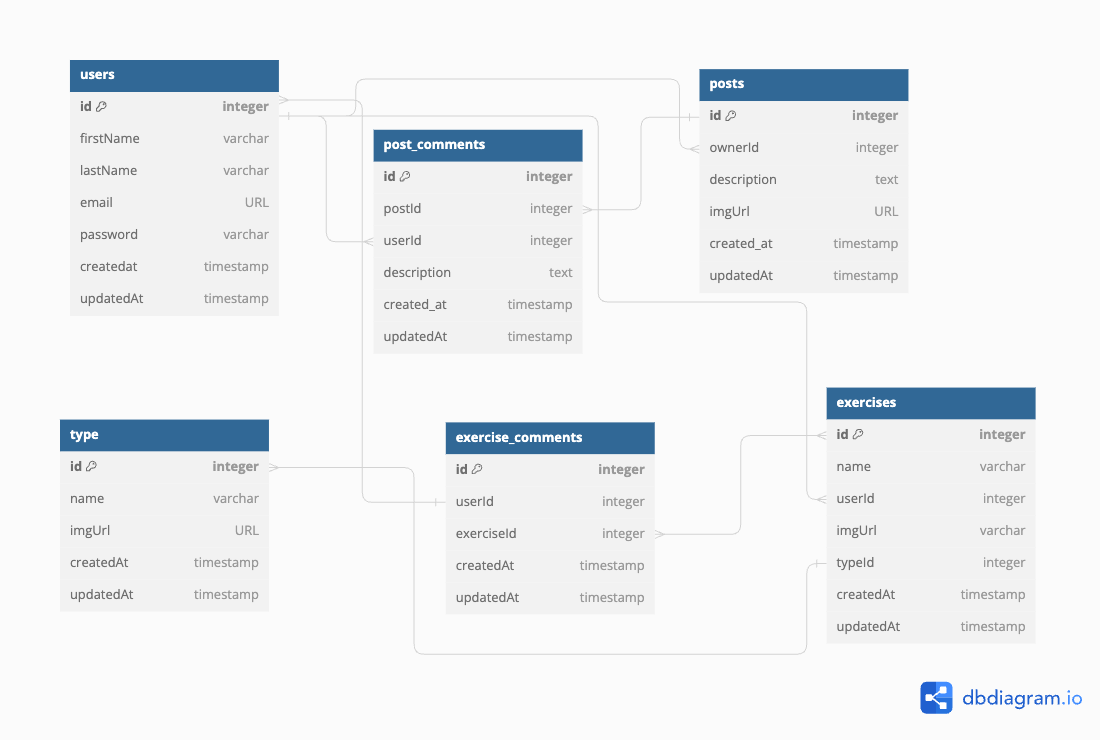 users
id integer
firstName varchar
lastName varchar
email URL
password varchar
createdat timestamp
updatedAt timestamp
post_comments
id integer
postId integer
userId integer
description text
created_at timestamp
updatedAt timestamp
posts
id integer
ownerId integer
description text
imgUrl URL
created_at timestamp
updatedAt timestamp
type
id integer
name varchar
imgUrl URL
createdAt timestamp
updatedAt timestamp
exercise_comments
id integer
userId integer
exerciseId integer
createdAt timestamp
updatedAt timestamp
exercises
id integer
name varchar
userId integer
imgUrl varchar
typeId integer
createdAt timestamp
updatedAt timestamp
dbdiagram.io